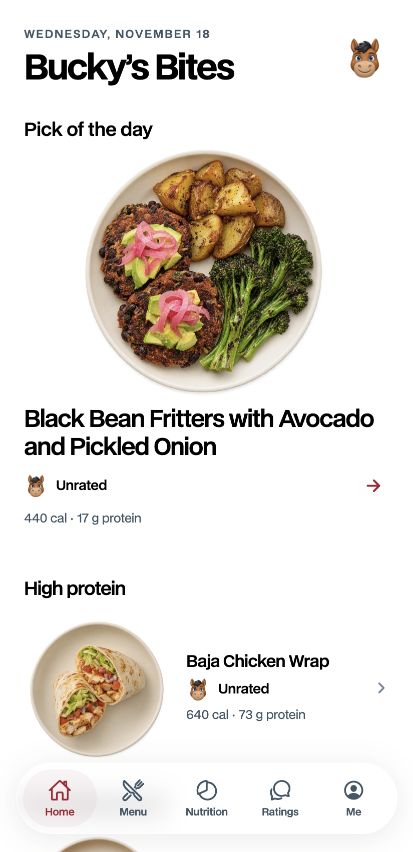 WEDNESDAY, NOVEMBER 18
Bucky's Bites
Pick of the day
Black Bean Fritters with Avocado
and Pickled Onion
Unrated
440 cal · 17 g protein
High protein
Baja Chicken Wrap
Unrated
640 cal · 73 g protein
Home
Menu
Nutrition
Ratings
Me